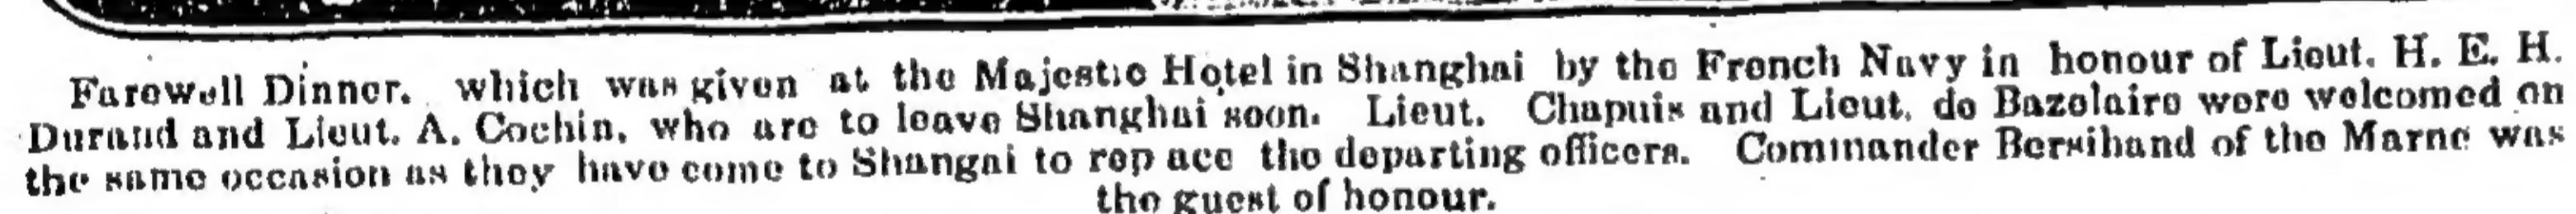 Farewell Dinner, which was given at the Majestic Hotel in Shanghai by the French Navy in honour of Lieut. H. E. H.
Durand and Lieut. A. Cochin, who are to leave Shanghai soon. Lieut. Chapuis and Lieut. de Bazelaire were welcomed on
the same occasion as they have come to Shangai to rep ace the departing officers. Commander Bersihand of the Marne was
the guest of honour.